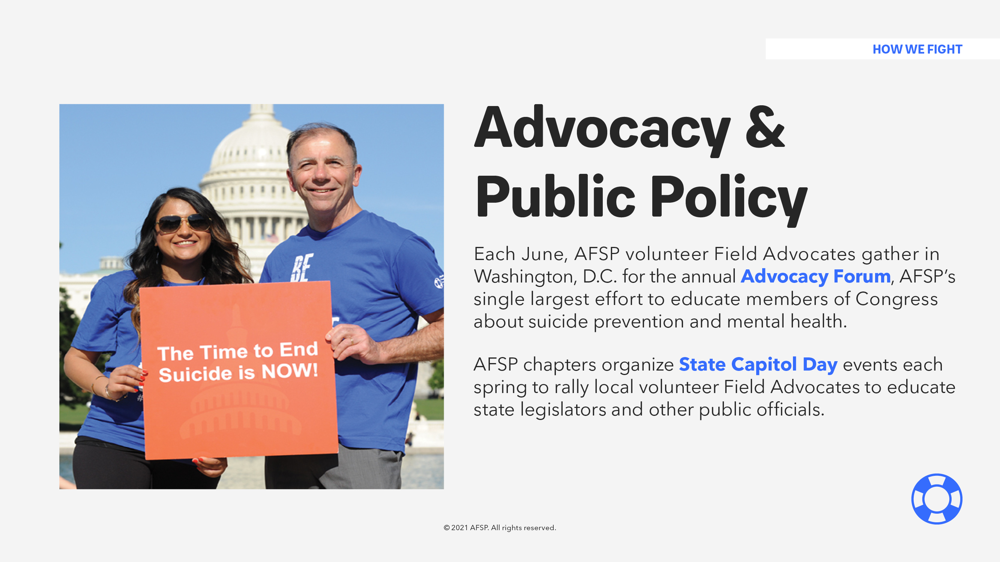 HOW WE FIGHT
Advocacy &
Public Policy
Each June, AFSP volunteer Field Advocates gather in
Washington, D.C. for the annual Advocacy Forum, AFSP’s
single largest effort to educate members of Congress
about suicide prevention and mental health.
AFSP chapters organize State Capitol Day events each
spring to rally local volunteer Field Advocates to educate
state legislators and other public officials.
BE
The Time to End
Suicide is NOW!
#
© 2021 AFSP. All rights reserved.